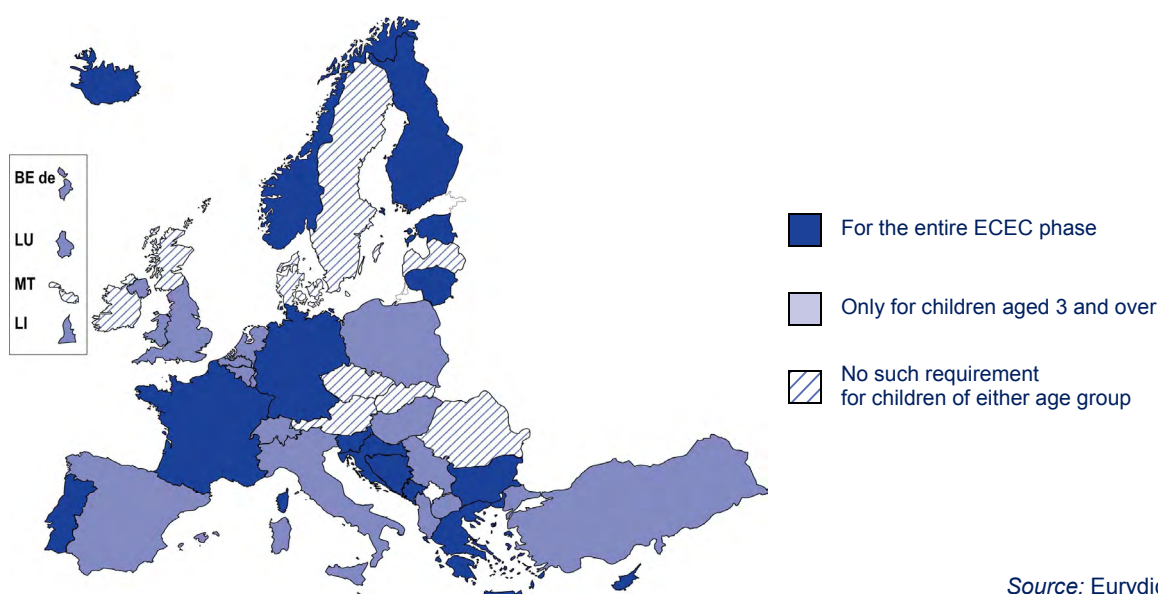 BE de
LU
MT
LI
For the entire ECEC phase
Only for children aged 3 and over
No such requirement
for children of either age group
Source: Eurydic